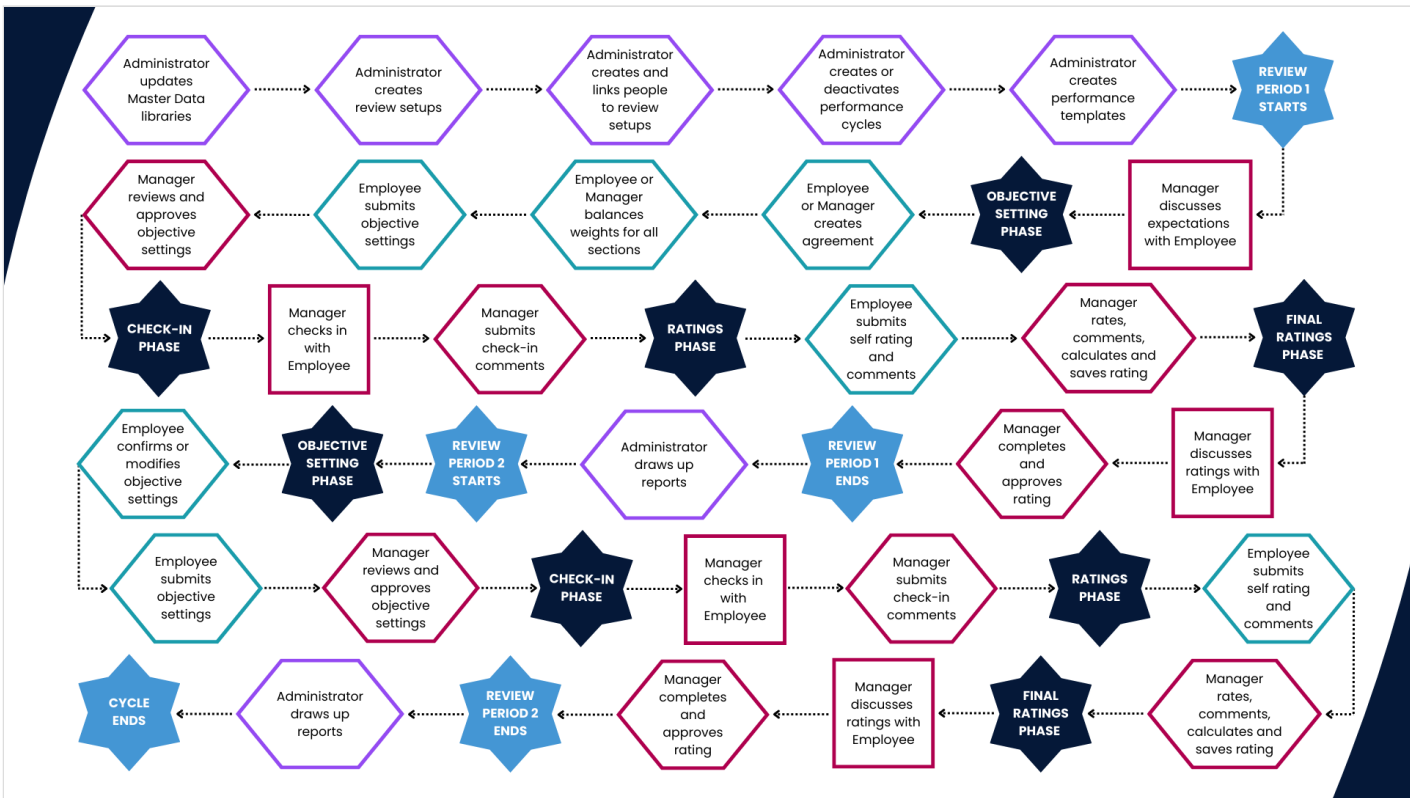 Administrator
updates
Master Data
libraries
Administrator
creates
review setups
Administrator
creates and
links people
to review
setups
Administrator
creates or
deactivates
performance
cycles
Administrator
creates
performance
templates
REVIEW
PERIOD 1
STARTS
Manager
discusses
expectations
with Employee
OBJECTIVE
SETTING
PHASE
Employee
or Manager
creates
agreement
Employee or
Manager
balances
weights for all
sections
Employee
submits
objective
settings
Manager
reviews and
approves
objective
settings
CHECK-IN
PHASE
Manager
checks in
with
Employee
Manager
submits
check-in
comments
RATINGS
PHASE
Employee
submits
self rating
and
comments
Manager
rates,
comments,
calculates and
saves rating
FINAL
RATINGS
PHASE
Manager
discusses
ratings with
Employee
Manager
completes
and
approves
rating
REVIEW
PERIOD 1
ENDS
Administrator
draws up
reports
REVIEW
PERIOD 2
STARTS
OBJECTIVE
SETTING
PHASE
Employee
confirms or
modifies
objective
settings
Employee
submits
objective
settings
Manager
reviews and
approves
objective
settings
CHECK-IN
PHASE
Manager
checks in
with
Employee
Manager
submits
check-in
comments
RATINGS
PHASE
Employee
submits
self rating
and
comments
Manager
rates,
comments,
calculates and
saves rating
FINAL
RATINGS
PHASE
Manager
discusses
ratings with
Employee
Manager
completes
and
approves
rating
REVIEW
PERIOD 2
ENDS
Administrator
draws up
reports
CYCLE
ENDS